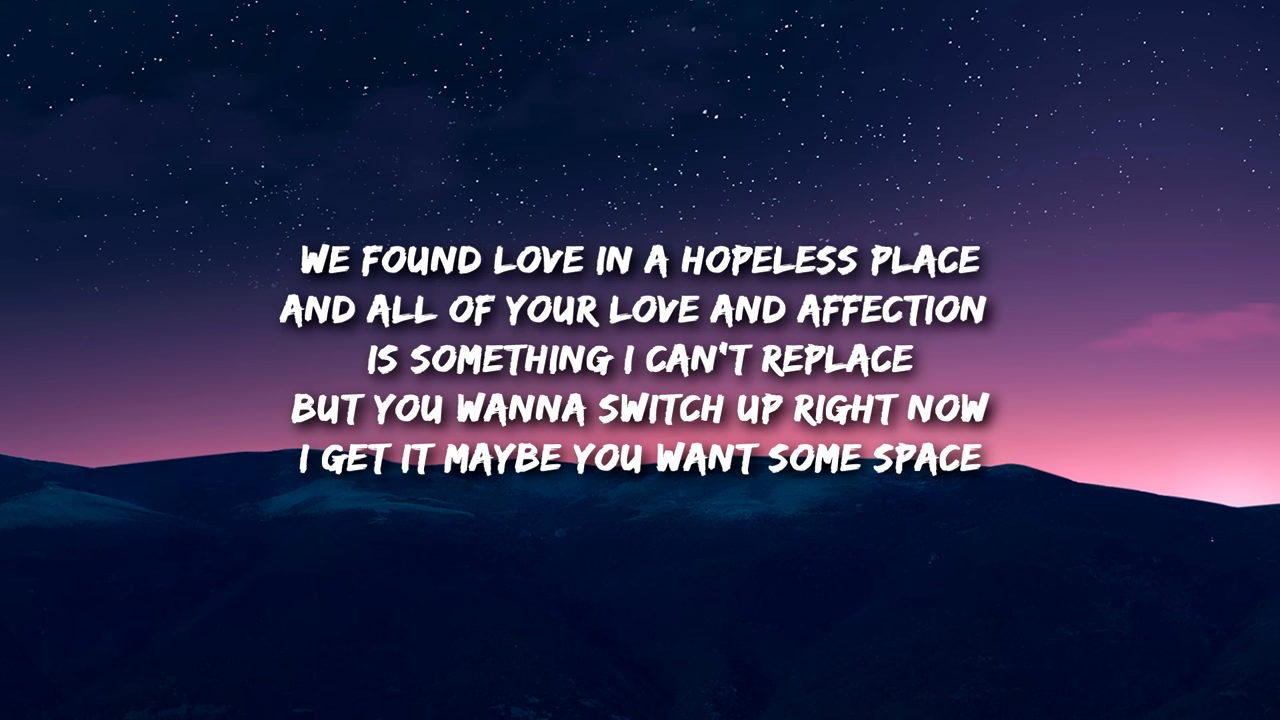 WE FOUND LOVE IN A HOPELESS PLACE
AND ALL OF YOUR LOVE AND AFFECTION
IS SOMETHING I CAN'T REPLACE
BUT YOU WANNA SWITCH UP RIGHT NOW
I GET IT MAYBE YOU WANT SOME SPACE